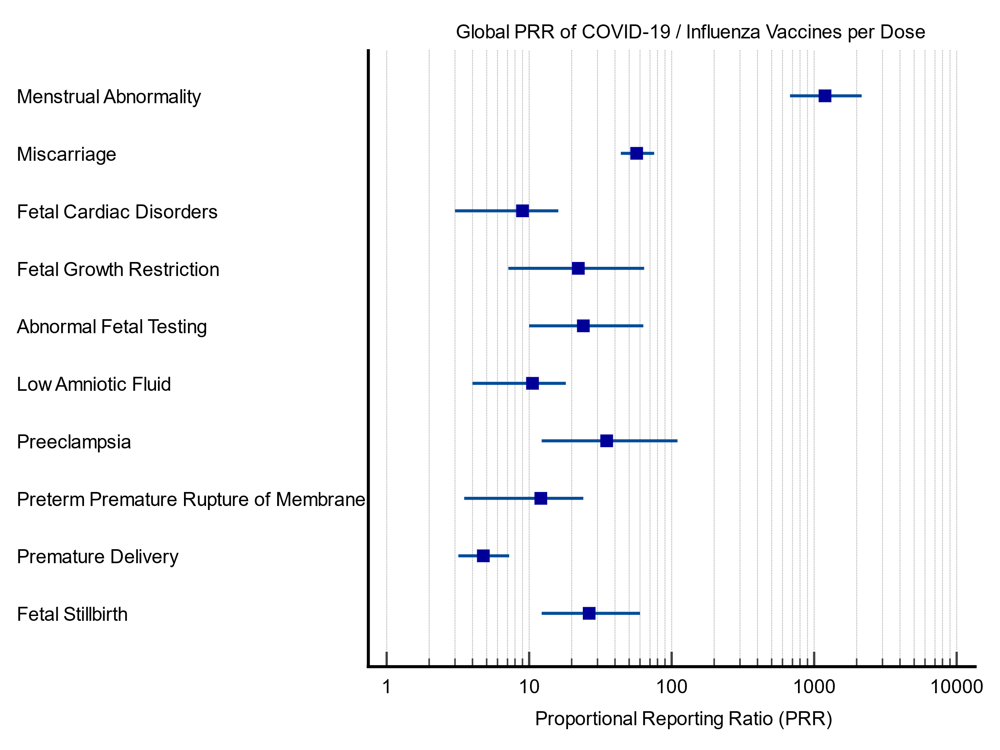 Global PRR of COVID-19 / Influenza Vaccines per Dose
Menstrual Abnormality
Miscarriage
Fetal Cardiac Disorders
Fetal Growth Restriction
Abnormal Fetal Testing
Low Amniotic Fluid
Preeclampsia
Preterm Premature Rupture of Membrane
Premature Delivery
Fetal Stillbirth
1 10 100 1000 10000
Proportional Reporting Ratio (PRR)